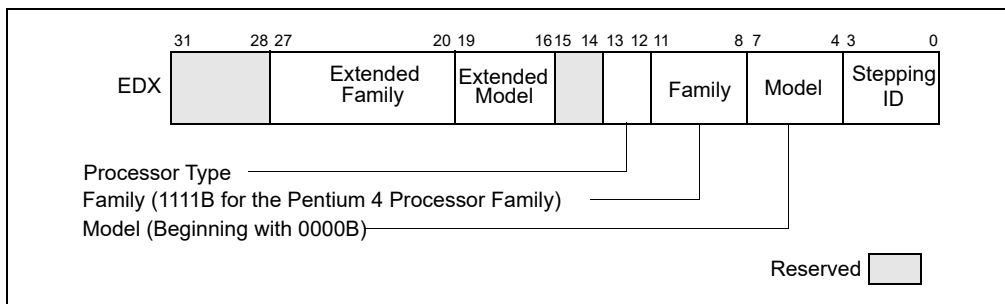 31 28 27 20 19 16 15 14 13 12 11 8 7 4 3 0
EDX
Extended Family
Extended Model
Family
Model
Stepping ID
Processor Type
Family (1111B for the Pentium 4 Processor Family)
Model (Beginning with 0000B)
Reserved